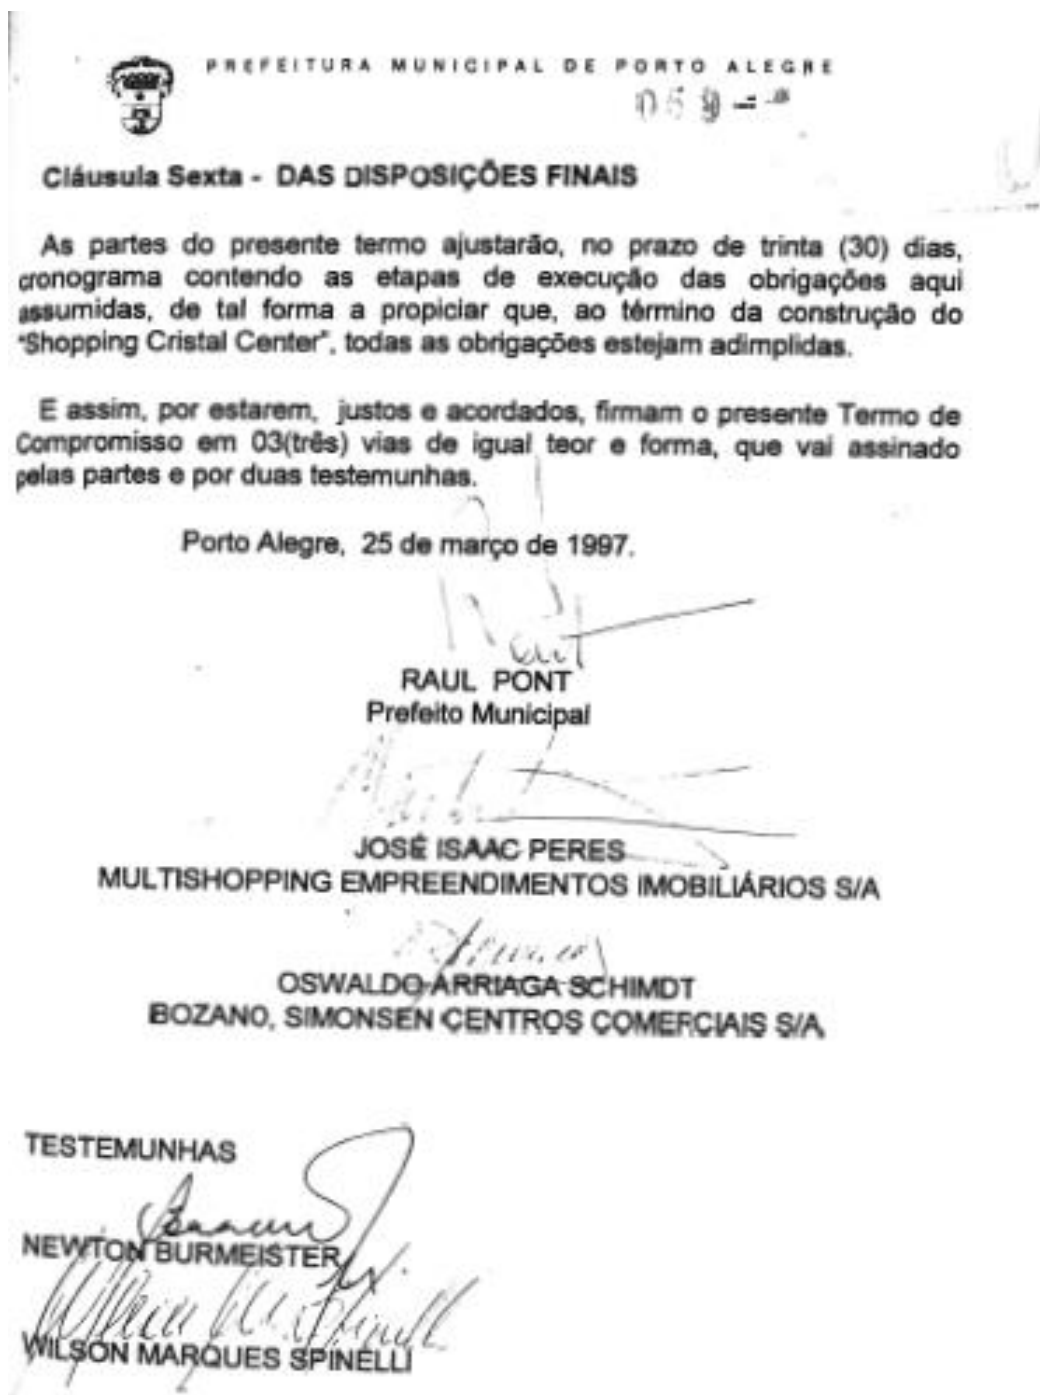 PREFEITURA MUNICIPAL DE PORTO ALEGRE
Cláusula Sexta - DAS DISPOSIÇÕES FINAIS
As partes do presente termo ajustarão, no prazo de trinta (30) dias,
cronograma contendo as etapas de execução das obrigações aqui
assumidas, de tal forma a propiciar que, ao término da construção do
"Shopping Cristal Center", todas as obrigações estejam adimplidas.
E assim, por estarem, justos e acordados, firmam o presente Termo de
Compromisso em 03(três) vias de igual teor e forma, que vai assinado
pelas partes e por duas testemunhas.
Porto Alegre, 25 de março de 1997.
RAUL PONT
Prefeito Municipal
JOSÉ ISAAC PERES
MULTISHOPPING EMPREENDIMENTOS IMOBILIÁRIOS S/A
OSWALDO ARRIAGA SCHIMDT
BOZANO, SIMONSEN CENTROS COMERCIAIS S/A
TESTEMUNHAS
NEWTON BURMEISTER
WILSON MARQUES SPINELLI